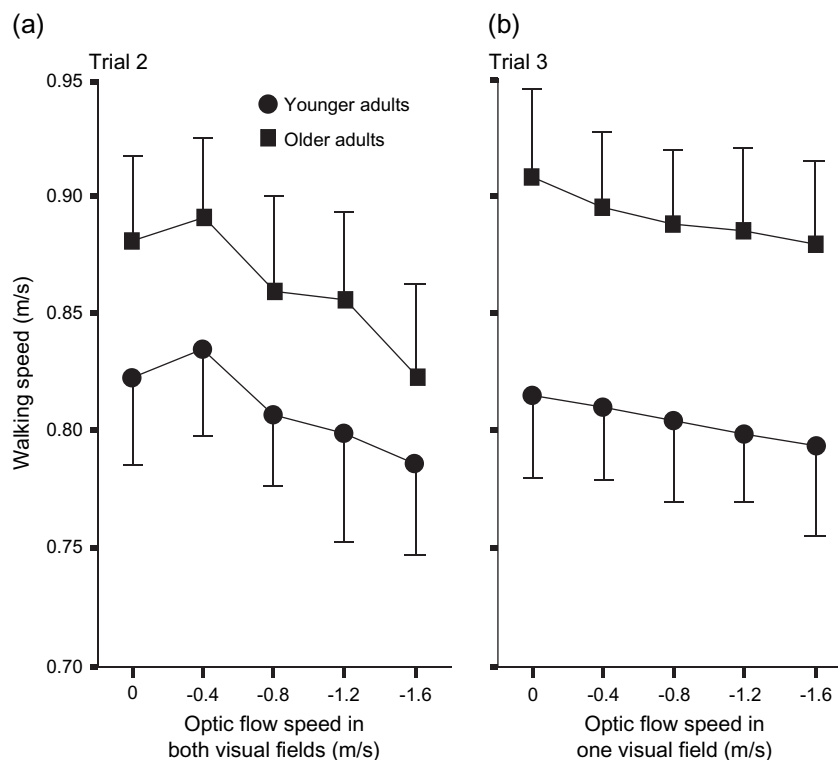 (a)
Trial 2
0.95
0.90
0.85
0.80
0.75
0.70
Walking speed (m/s)
Younger adults
Older adults
0 -0.4 -0.8 -1.2 -1.6
Optic flow speed in
both visual fields (m/s)
(b)
Trial 3
0 -0.4 -0.8 -1.2 -1.6
Optic flow speed in
one visual field (m/s)